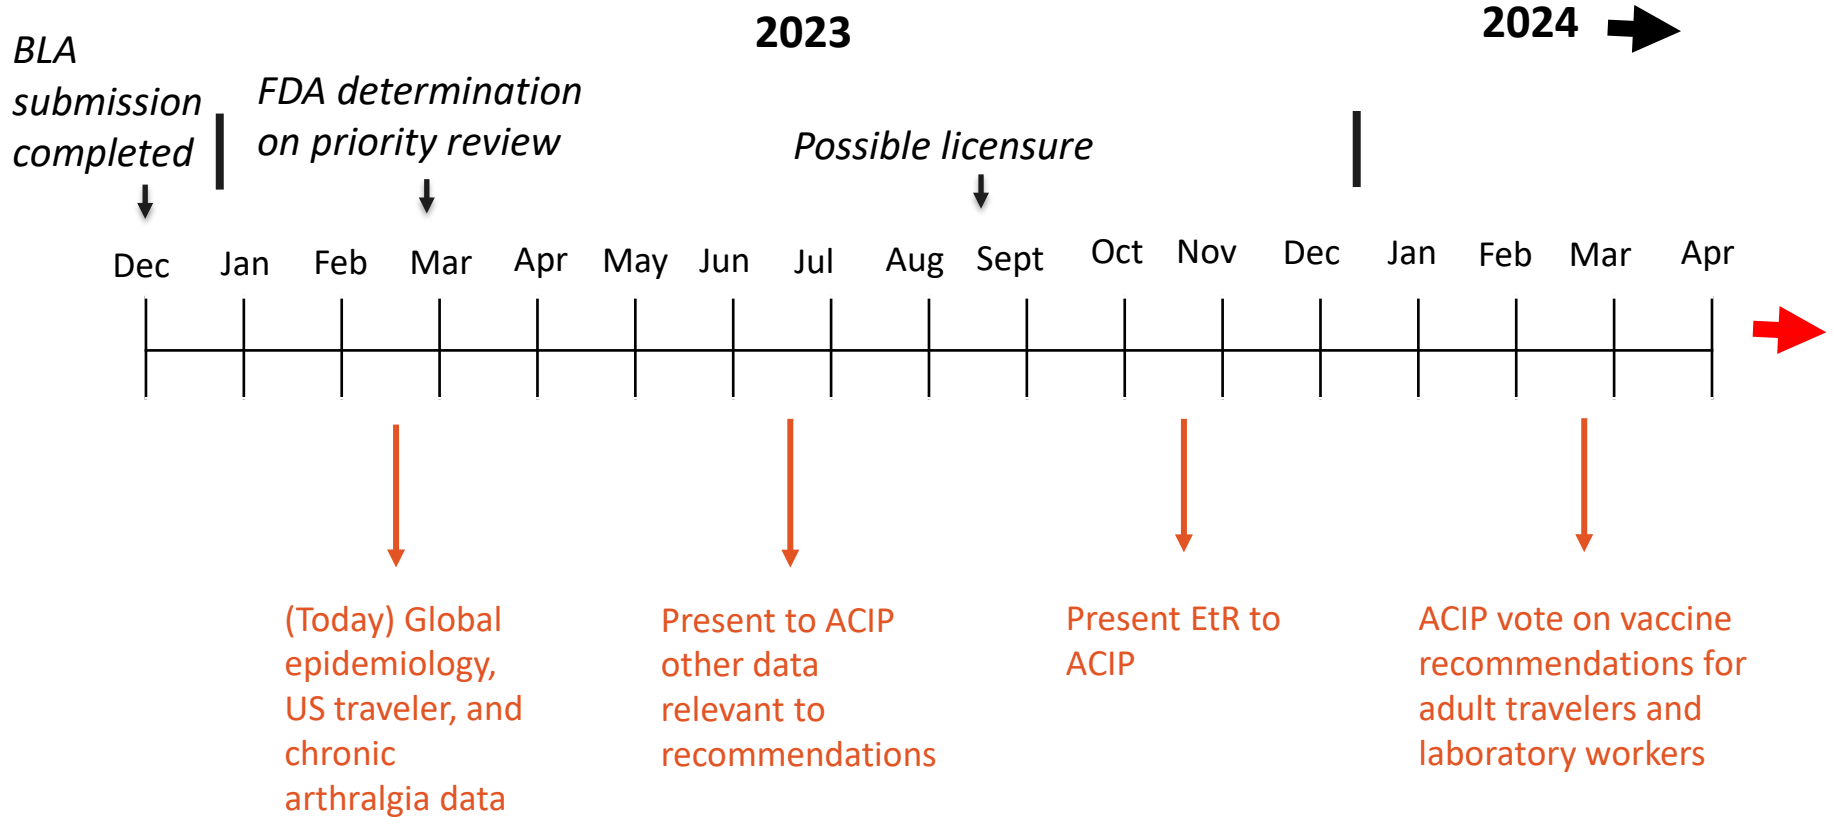 2023
2024
BLA
submission
completed
FDA determination
on priority review
Possible licensure
Dec Jan Feb Mar Apr May Jun Jul Aug Sept Oct Nov Dec Jan Feb Mar Apr
(Today) Global
epidemiology,
US traveler, and
chronic
arthralgia data
Present to ACIP
other data
relevant to
recommendations
Present EtR to
ACIP
ACIP vote on vaccine
recommendations for
adult travelers and
laboratory workers